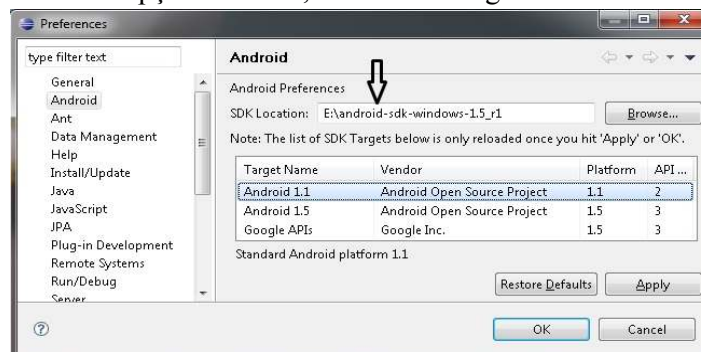 Preferences
type filter text
General
Android
Ant
Data Management
Help
Install/Update
Java
JavaScript
JPA
Plug-in Development
Remote Systems
Run/Debug
Server
Android
Android Preferences
SDK Location: E:\android-sdk-windows-1.5_r1 Browse...
Note: The list of SDK Targets below is only reloaded once you hit 'Apply' or 'OK'.
Target Name Vendor Platform API ...
Android 1.1 Android Open Source Project 1.1 2
Android 1.5 Android Open Source Project 1.5 3
Google APIs Google Inc. 1.5 3
Standard Android platform 1.1
Restore Defaults Apply
OK Cancel